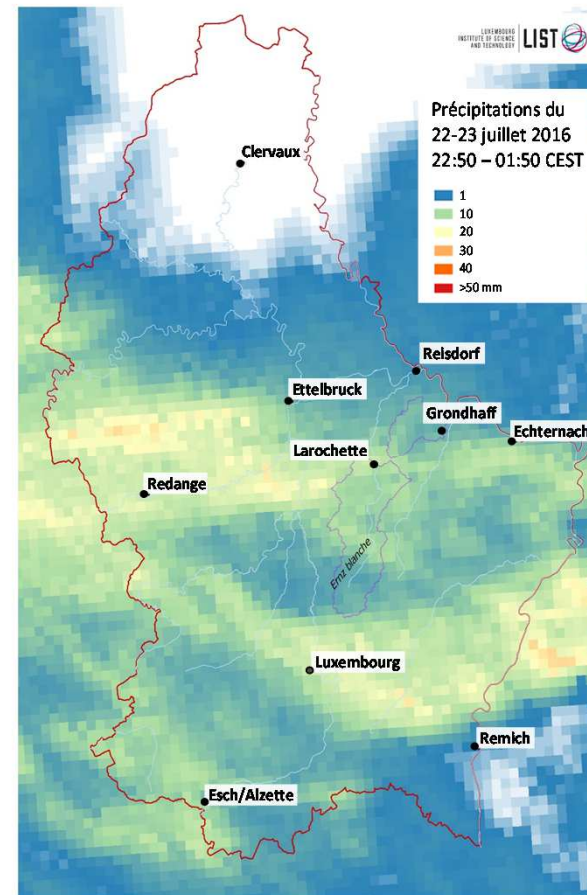 LUXEMBOURG
INSTITUTE OF SCIENCE
AND TECHNOLOGY
LIST
Précipitations du
22-23 juillet 2016
22:50 – 01:50 CEST
1
10
20
30
40
>50 mm
Clervaux
Reisdorf
Ettelbruck
Grondhaff
Echternach
Larochette
Redange
Ernz blanche
Luxembourg
Remich
Esch/Alzette